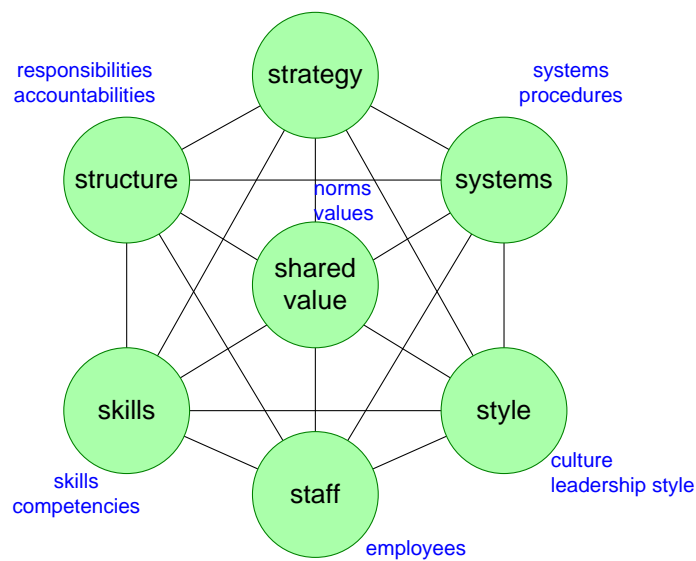 strategy
responsibilities
accountabilities
systems
procedures
structure
systems
norms
values
shared
value
skills
style
skills
competencies
staff
culture
leadership style
employees